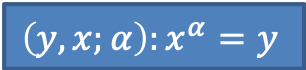 (y, x; α): x^α = y